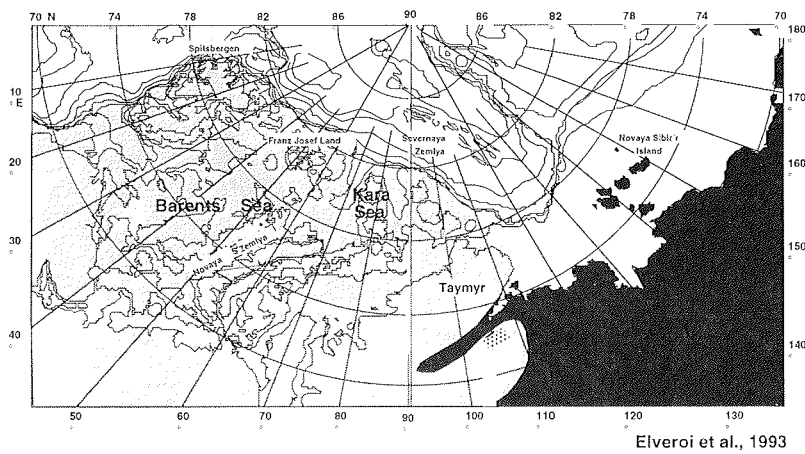 70 N 74 78 82 86 90 86 82 78 74 70
Spitsbergen
180
10
E
170
Novaya Sibir'r
Island
Severnaya
Zemlya
Franz Josef Land
20
160
Barents Sea
Kara
Sea
30
Novaya Zemlya
150
Taymyr
40
140
50 60 70 80 90 100 110 120 130
Elveroi et al., 1993